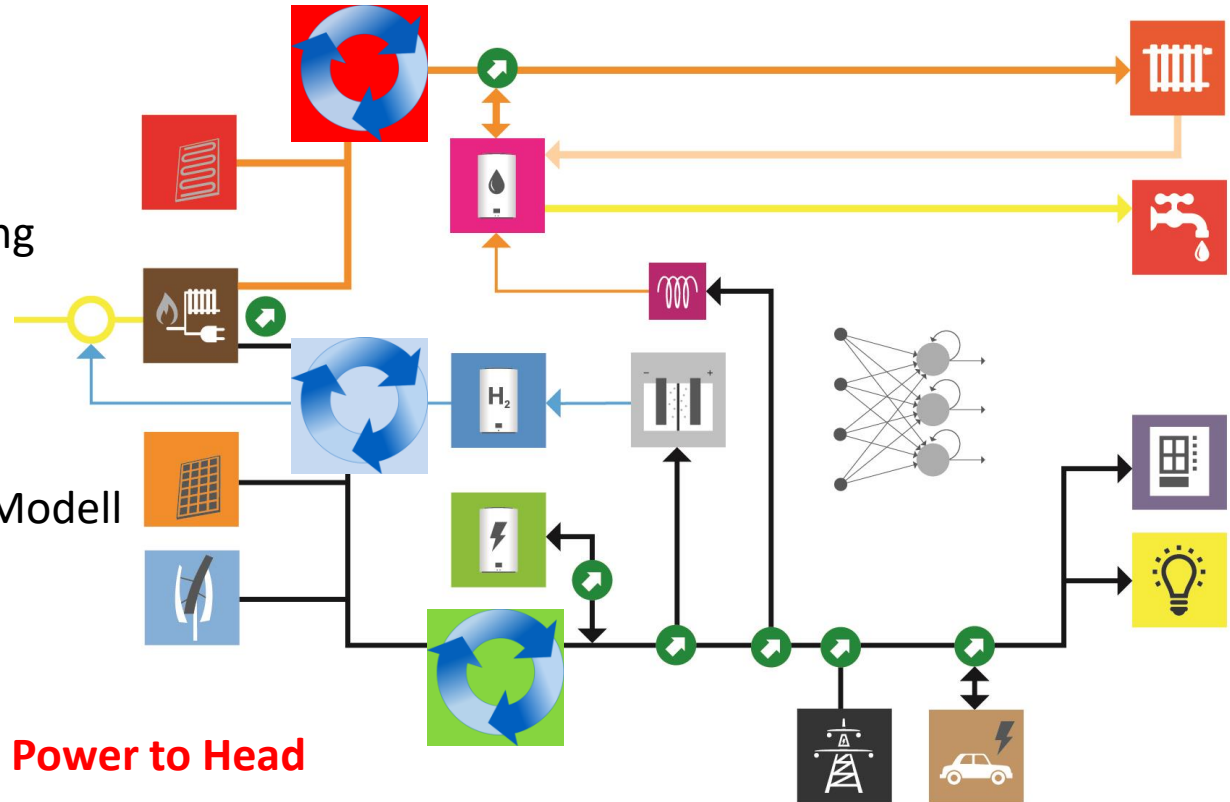 ng
H₂
- +
Modell
Power to Head